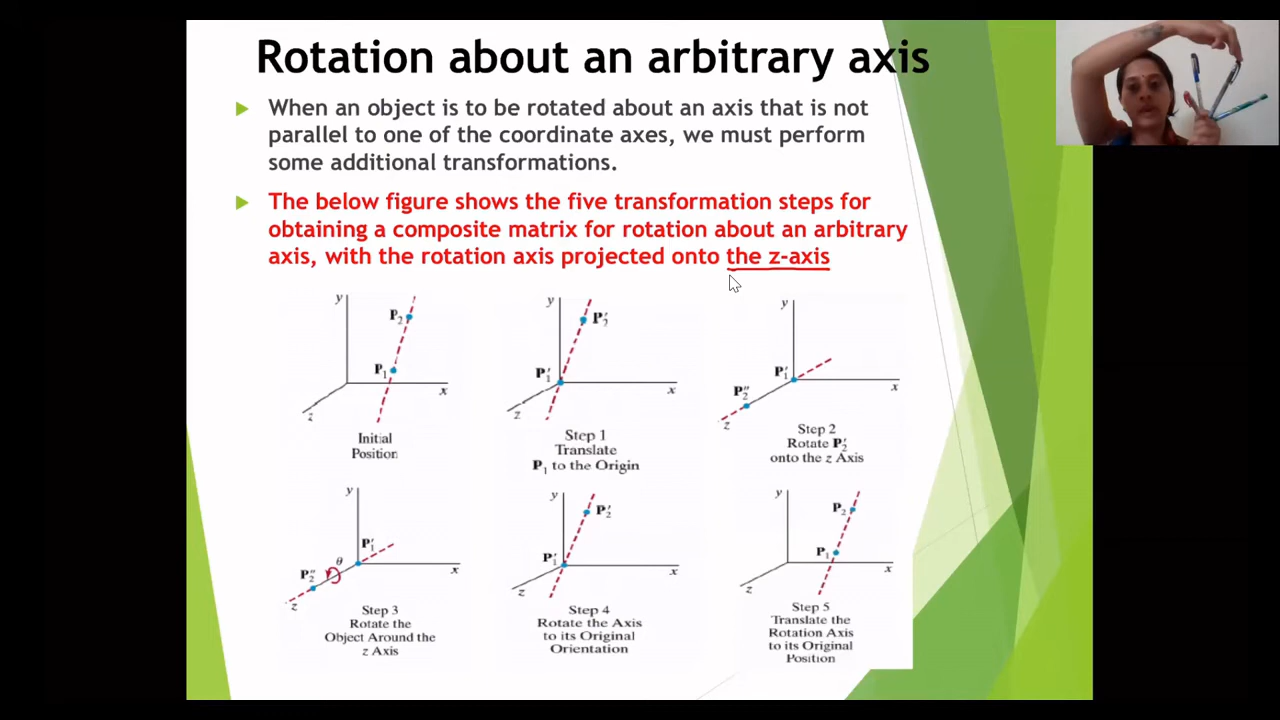 Rotation about an arbitrary axis
When an object is to be rotated about an axis that is not
parallel to one of the coordinate axes, we must perform
some additional transformations.
The below figure shows the five transformation steps for
obtaining a composite matrix for rotation about an arbitrary
axis, with the rotation axis projected onto the z-axis
y
P₂
P₁
x
z
Initial
Position
y
P₂′
P₁′
x
z
Step 1
Translate
P₁ to the Origin
y
P₁′
P₂″
x
z
Step 2
Rotate P₂′
onto the z Axis
y
P₁′
θ
P₂″
x
z
Step 3
Rotate the
Object Around the
z Axis
y
P₂′
P₁′
x
z
Step 4
Rotate the Axis
to its Original
Orientation
y
P₂
P₁
x
z
Step 5
Translate the
Rotation Axis
to its Original
Position